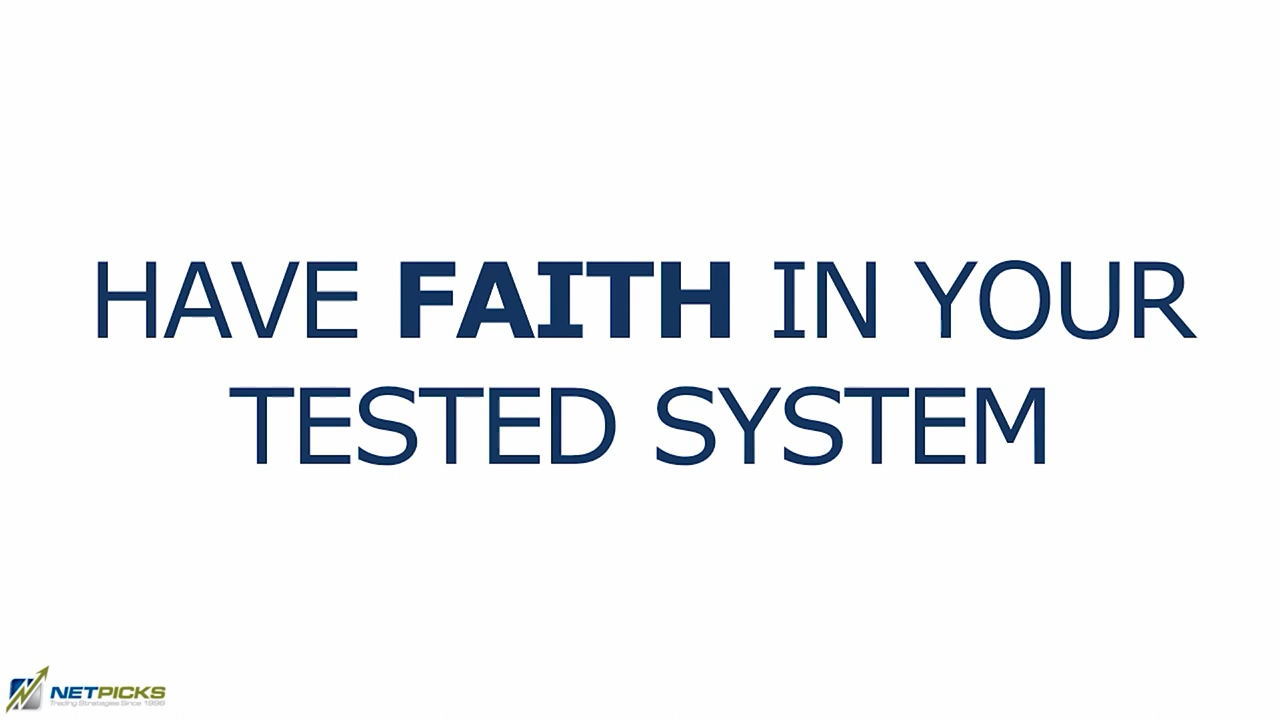 HAVE FAITH IN YOUR
TESTED SYSTEM
NETPICKS
Trading Strategies Since 1996